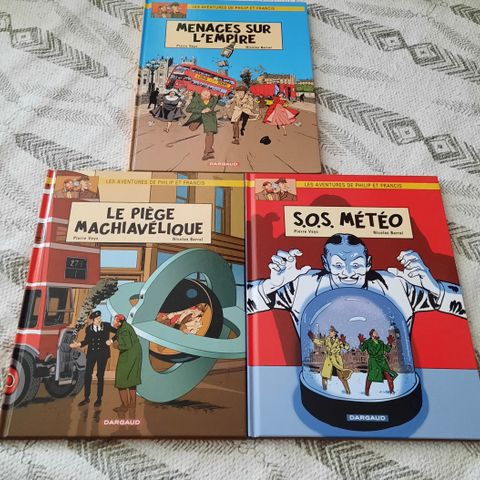 LES AVENTURES DE PHILIP ET FRANCIS
MENACES SUR
L'EMPIRE
Pierre Veys
Nicolas Barral
DARGAUD
LES AVENTURES DE PHILIP ET FRANCIS
LE PIÈGE
MACHIAVÉLIQUE
Pierre Veys
Nicolas Barral
DARGAUD
LES AVENTURES DE PHILIP ET FRANCIS
S.O.S. MÉTÉO
Pierre Veys
Nicolas Barral
DARGAUD